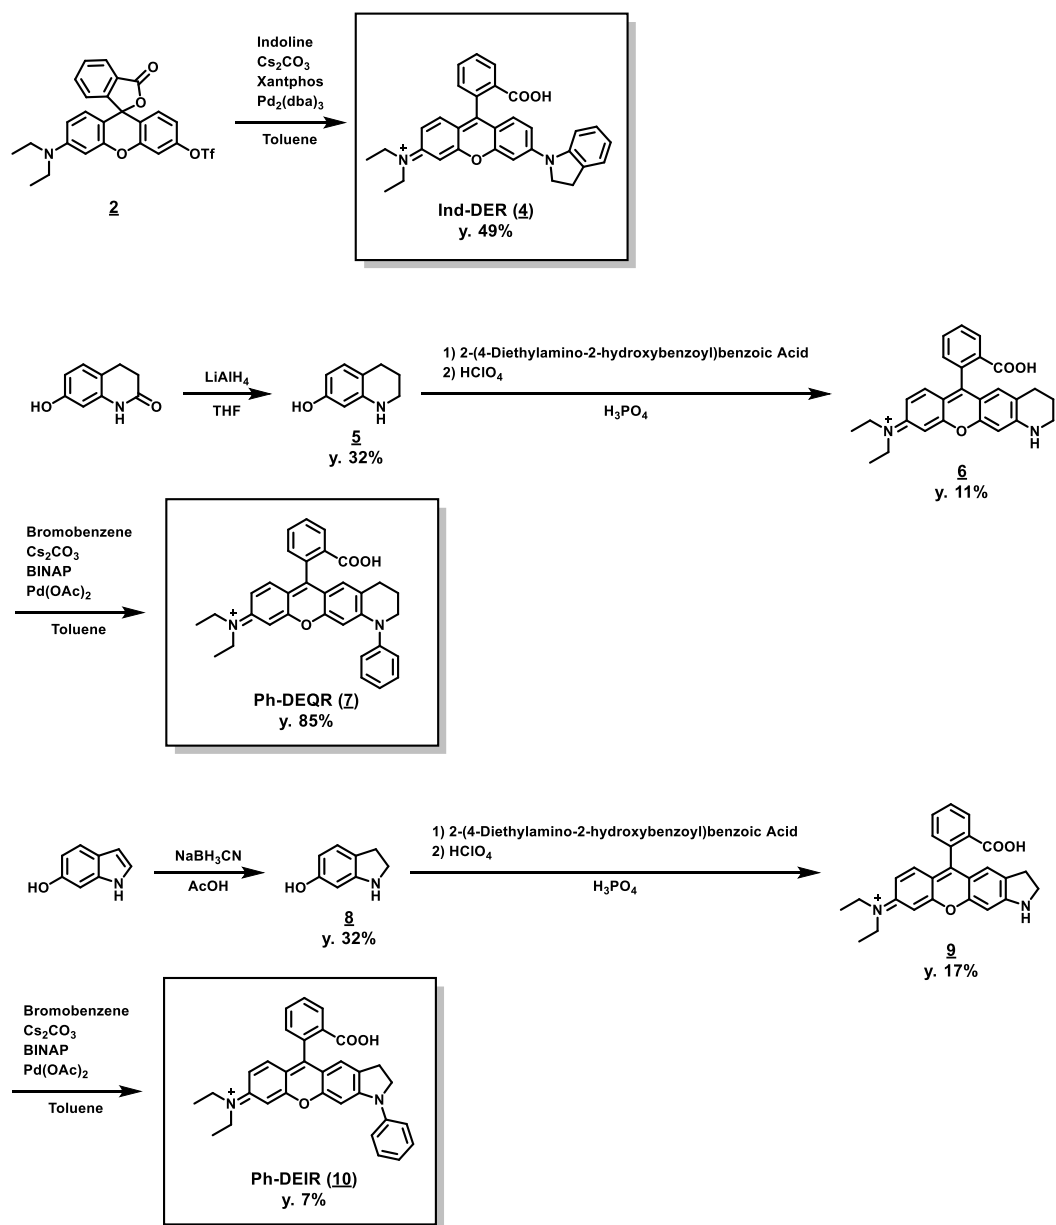 Indoline
Cs2CO3
Xantphos
Pd2(dba)3
Toluene
O
O
N
O
OTf
2
COOH
+
N
O
N
Ind-DER (4)
y. 49%
HO
N
H
O
LiAlH4
THF
HO
N
H
5
y. 32%
1) 2-(4-Diethylamino-2-hydroxybenzoyl)benzoic Acid
2) HClO4
H3PO4
COOH
+
N
O
N
H
6
y. 11%
Bromobenzene
Cs2CO3
BINAP
Pd(OAc)2
Toluene
COOH
+
N
O
N
Ph-DEQR (7)
y. 85%
HO
N
H
NaBH3CN
AcOH
HO
N
H
8
y. 32%
1) 2-(4-Diethylamino-2-hydroxybenzoyl)benzoic Acid
2) HClO4
H3PO4
COOH
+
N
O
N
H
9
y. 17%
Bromobenzene
Cs2CO3
BINAP
Pd(OAc)2
Toluene
COOH
+
N
O
N
Ph-DEIR (10)
y. 7%